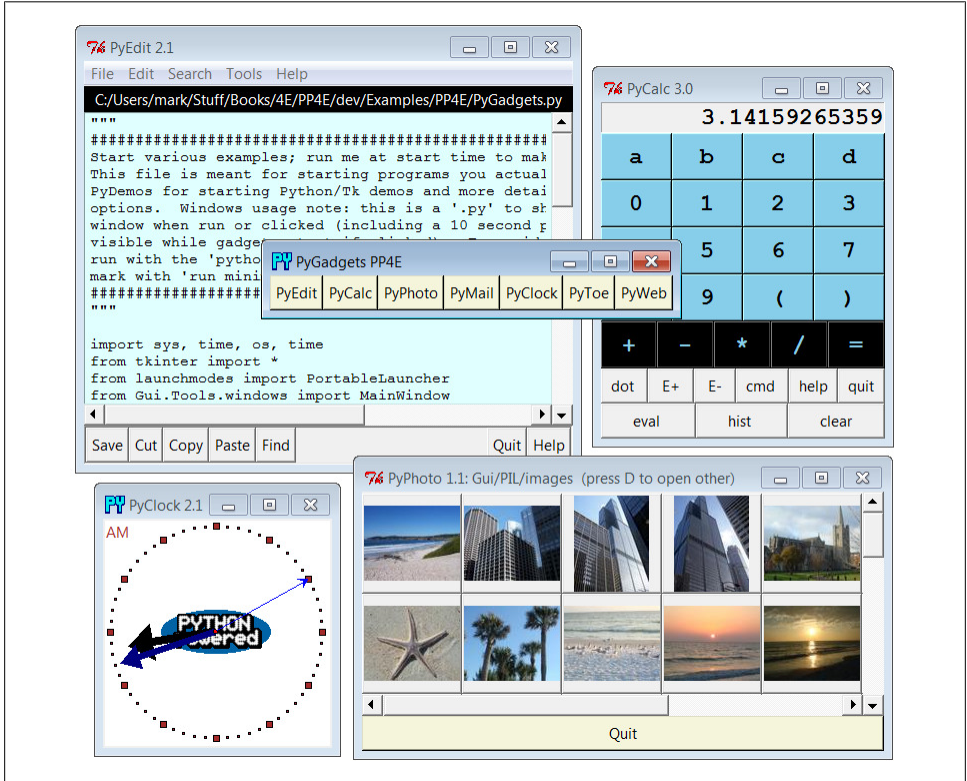 PyEdit 2.1
File Edit Search Tools Help
C:/Users/mark/Stuff/Books/4E/PP4E/dev/Examples/PP4E/PyGadgets.py
"""
##########################################################
Start various examples; run me at start time to mak
This file is meant for starting programs you actual
PyDemos for starting Python/Tk demos and more detai
options.  Windows usage note: this is a '.py' to sh
window when run or clicked (including a 10 second p
visible while gadge
run with the 'pytho
mark with 'run mini
#####################
"""
import sys, time, os, time
from tkinter import *
from launchmodes import PortableLauncher
from Gui.Tools.windows import MainWindow
Save Cut Copy Paste Find Quit Help
PyGadgets PP4E
PyEdit PyCalc PyPhoto PyMail PyClock PyToe PyWeb
PyCalc 3.0
3.14159265359
a b c d
0 1 2 3
5 6 7
9 ( )
+ - * / =
dot E+ E- cmd help quit
eval hist clear
PyClock 2.1
AM
PYTHON
Powered
PyPhoto 1.1: Gui/PIL/images (press D to open other)
Quit